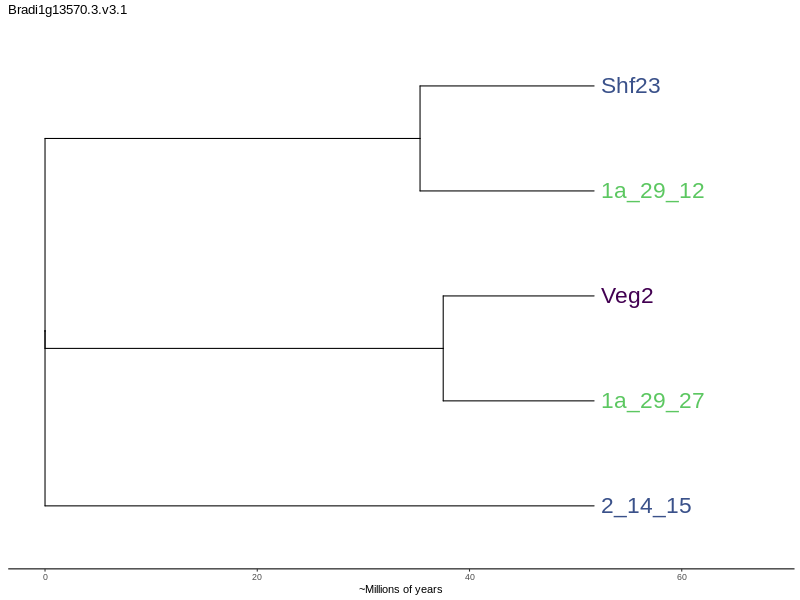 Bradi1g13570.3.v3.1
Shf23
1a_29_12
Veg2
1a_29_27
2_14_15
0 20 40 60
~Millions of years